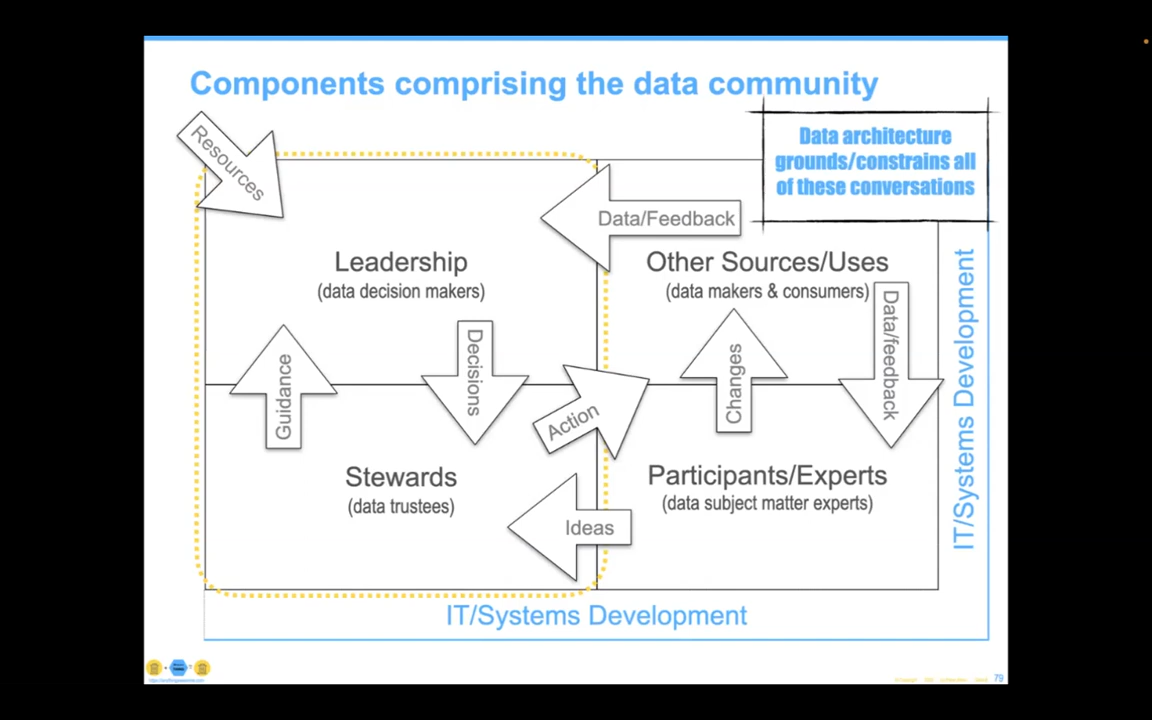 Components comprising the data community
Resources
Data architecture
grounds/constrains all
of these conversations
Data/Feedback
Leadership
(data decision makers)
Other Sources/Uses
(data makers & consumers)
Guidance
Decisions
Action
Changes
Data/feedback
IT/Systems Development
Stewards
(data trustees)
Participants/Experts
(data subject matter experts)
Ideas
IT/Systems Development
79